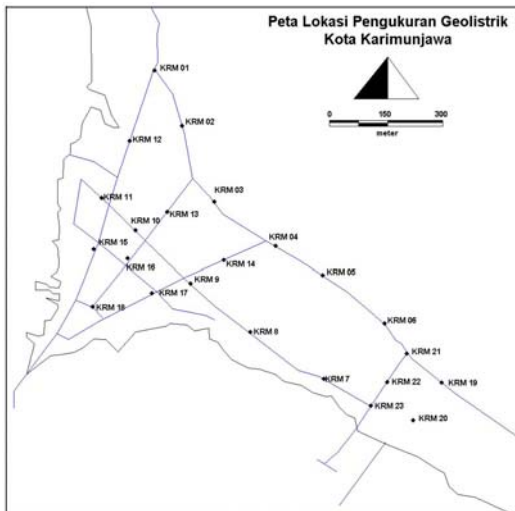 Peta Lokasi Pengukuran Geolistrik
Kota Karimunjawa
0 150 300
meter
KRM 01
KRM 02
KRM 12
KRM 11
KRM 03
KRM 13
KRM 10
KRM 15
KRM 04
KRM 16
KRM 14
KRM 05
KRM 9
KRM 17
KRM 18
KRM 06
KRM 8
KRM 21
KRM 7
KRM 22
KRM 19
KRM 23
KRM 20